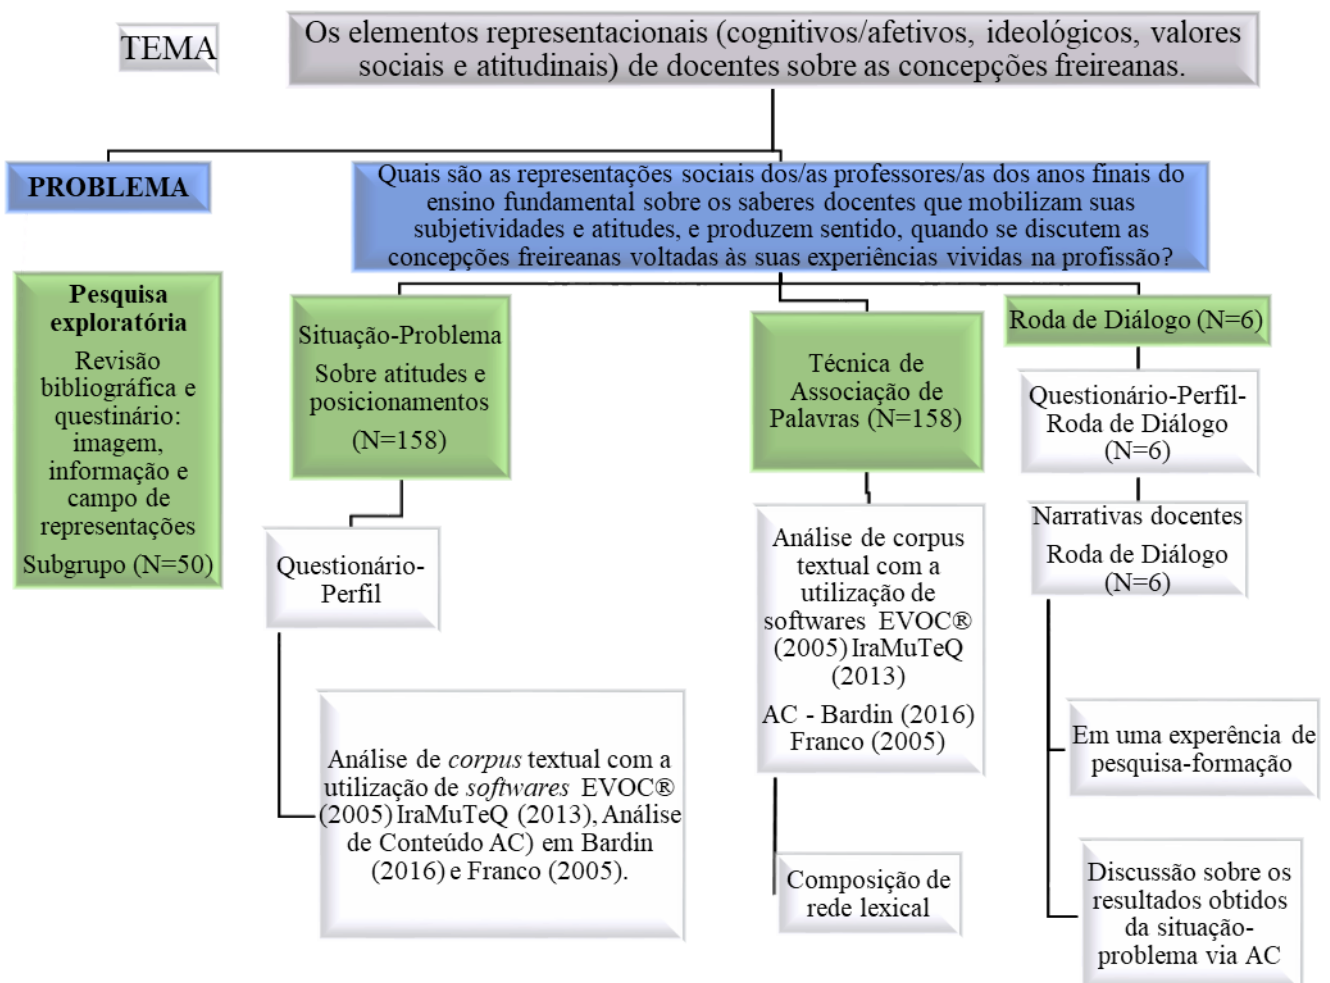 TEMA
Os elementos representacionais (cognitivos/afetivos, ideológicos, valores
sociais e atitudinais) de docentes sobre as concepções freireanas.
PROBLEMA
Quais são as representações sociais dos/as professores/as dos anos finais do
ensino fundamental sobre os saberes docentes que mobilizam suas
subjetividades e atitudes, e produzem sentido, quando se discutem as
concepções freireanas voltadas às suas experiências vividas na profissão?
Pesquisa
exploratória
Revisão
bibliográfica e
questinário:
imagem,
informação e
campo de
representações
Subgrupo (N=50)
Situação-Problema
Sobre atitudes e
posicionamentos
(N=158)
Questionário-
Perfil
Análise de corpus textual com a
utilização de softwares EVOC®
(2005) IraMuTeQ (2013), Análise
de Conteúdo AC) em Bardin
(2016) e Franco (2005).
Técnica de
Associação de
Palavras (N=158)
Análise de corpus
textual com a
utilização de
softwares EVOC®
(2005) IraMuTeQ
(2013)
AC - Bardin (2016)
Franco (2005)
Composição de
rede lexical
Roda de Diálogo (N=6)
Questionário-Perfil-
Roda de Diálogo
(N=6)
Narrativas docentes
Roda de Diálogo
(N=6)
Em uma experência de
pesquisa-formação
Discussão sobre os
resultados obtidos
da situação-
problema via AC